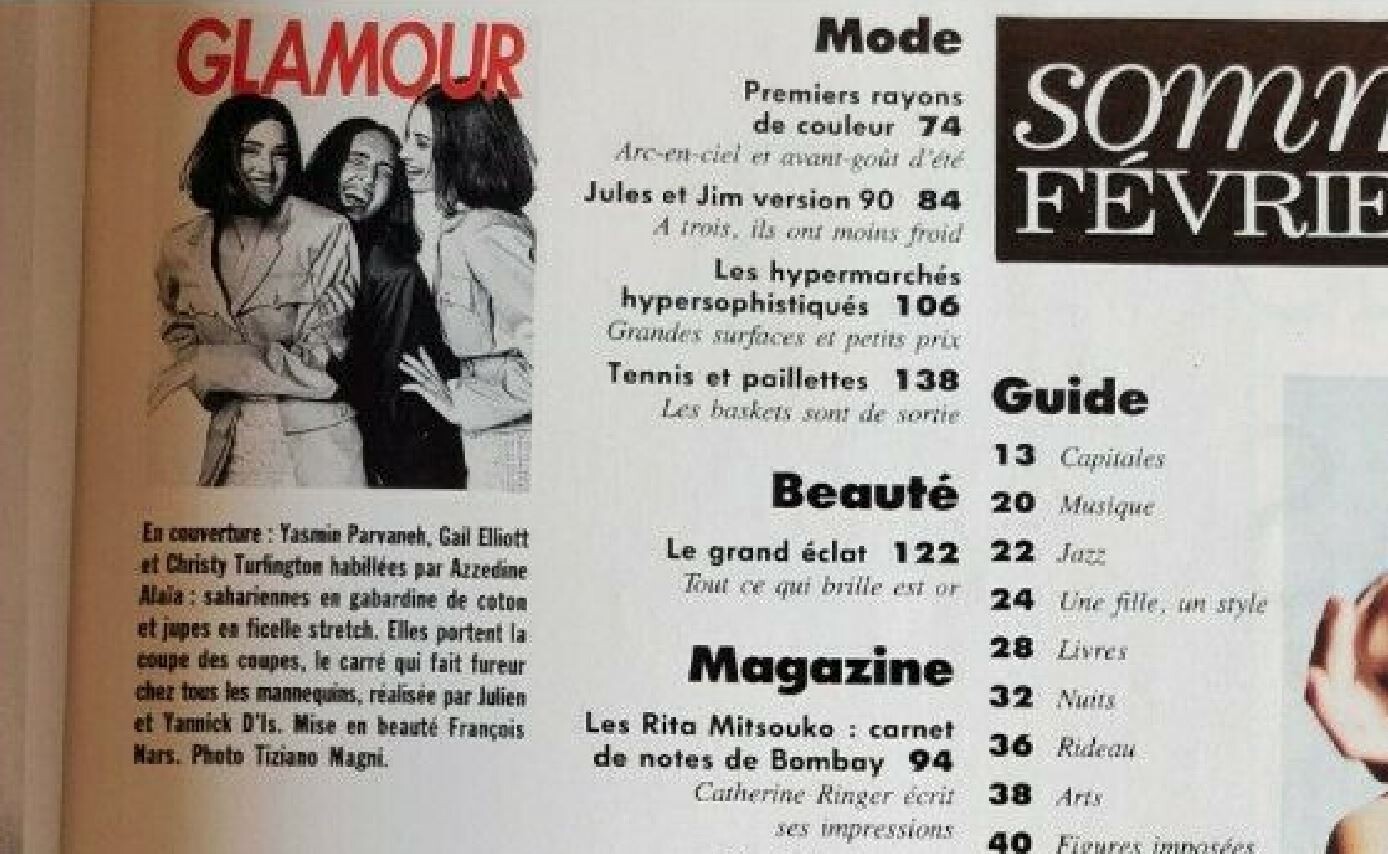 GLAMOUR
En couverture : Yasmin Parvaneh, Gail Elliott
et Christy Turlington habillées par Azzedine
Alaïa : sahariennes en gabardine de coton
et jupes en ficelle stretch. Elles portent la
coupe des coupes, le carré qui fait fureur
chez tous les mannequins, réalisée par Julien
et Yannick D'Is. Mise en beauté François
Nars. Photo Tiziano Magni.
Mode
Premiers rayons
de couleur 74
Arc-en-ciel et avant-goût d'été
Jules et Jim version 90 84
A trois, ils ont moins froid
Les hypermarchés
hypersophistiqués 106
Grandes surfaces et petits prix
Tennis et paillettes 138
Les baskets sont de sortie
Beauté
Le grand éclat 122
Tout ce qui brille est or
Magazine
Les Rita Mitsouko : carnet
de notes de Bombay 94
Catherine Ringer écrit
ses impressions
SOMM
FÉVRIE
Guide
13 Capitales
20 Musique
22 Jazz
24 Une fille, un style
28 Livres
32 Nuits
36 Rideau
38 Arts
40 Figures imposées